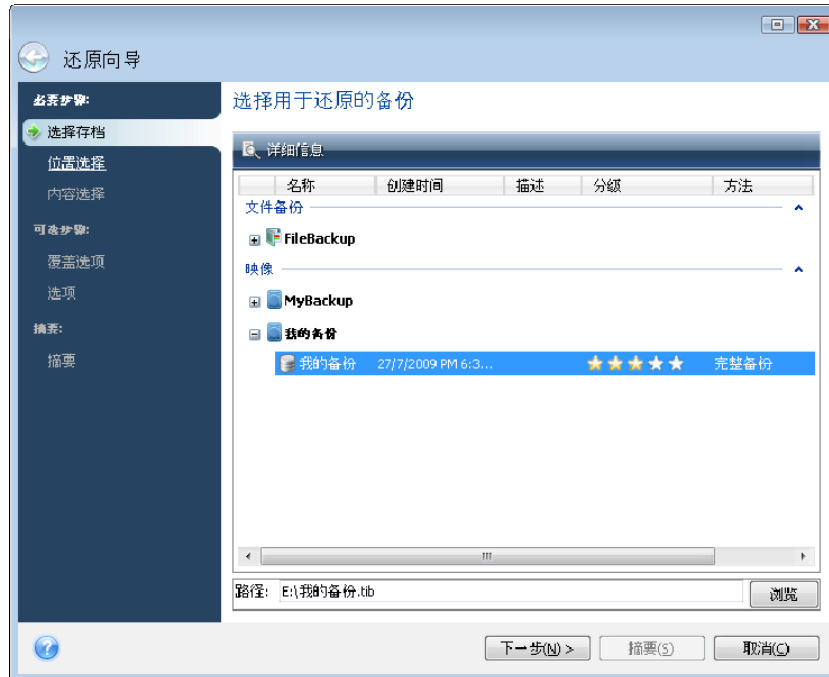 还原向导
必要步骤:
选择存档
位置选择
内容选择
可选步骤:
覆盖选项
选项
摘要:
摘要
选择用于还原的备份
详细信息
名称 创建时间 描述 分级 方法
文件备份
FileBackup
映像
MyBackup
我的备份
我的备份 27/7/2009 PM 6:3... 完整备份
路径: E:\我的备份.tib 浏览
下一步(N) > 摘要(S) 取消(C)